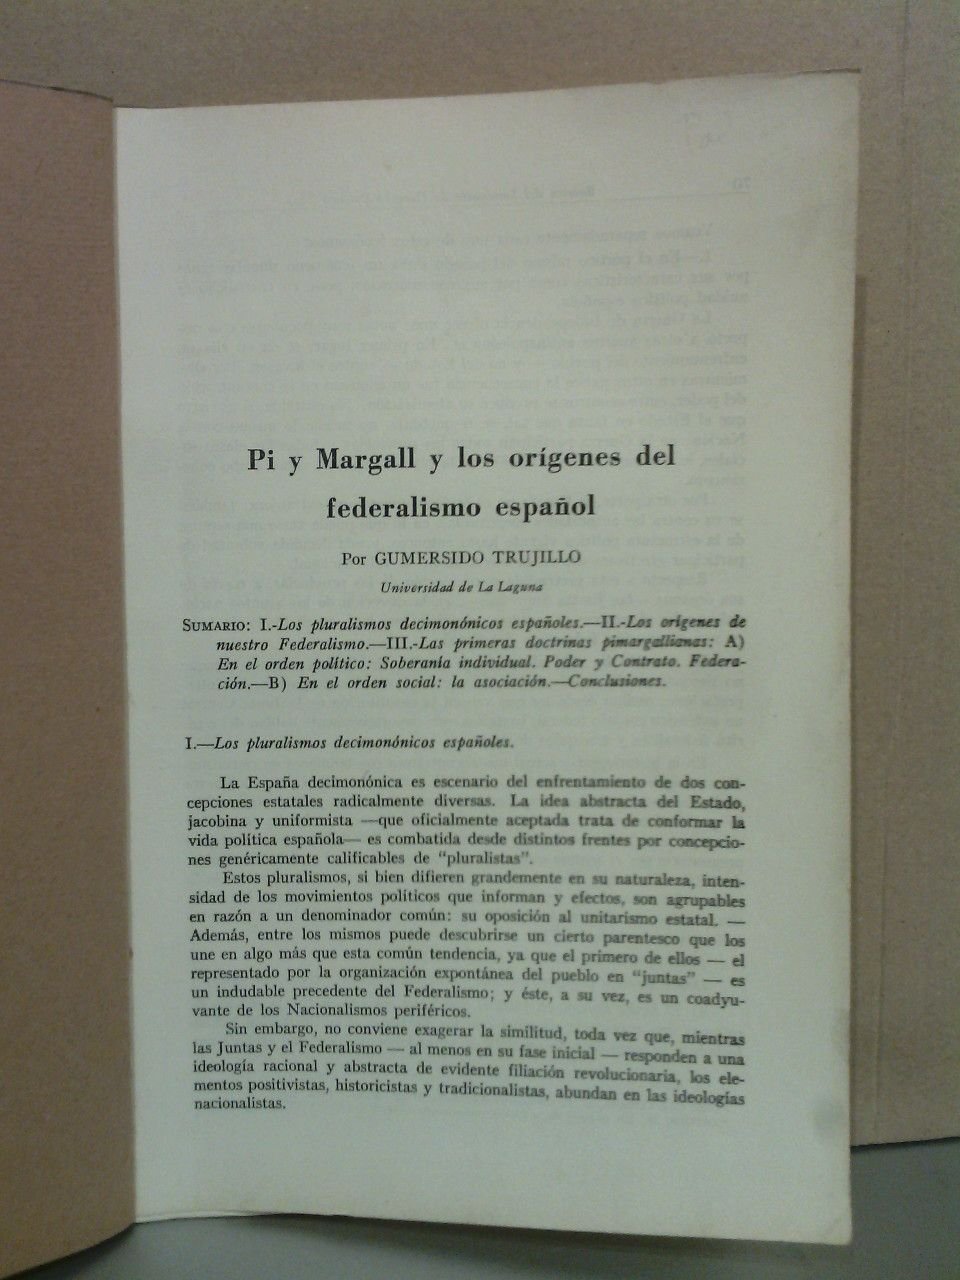 Pi y Margall y los orígenes del
federalismo español
Por GUMERSIDO TRUJILLO
Universidad de La Laguna
SUMARIO: I.-Los pluralismos decimonónicos españoles.—II.-Los orígenes de
nuestro Federalismo.—III.-Las primeras doctrinas pimargallianas: A)
En el orden político: Soberanía individual. Poder y Contrato. Federa-
ción.—B) En el orden social: la asociación.—Conclusiones.
I.—Los pluralismos decimonónicos españoles.
La España decimonónica es escenario del enfrentamiento de dos con-
cepciones estatales radicalmente diversas. La idea abstracta del Estado,
jacobina y uniformista —que oficialmente aceptada trata de conformar la
vida política española— es combatida desde distintos frentes por concepcio-
nes genéricamente calificables de "pluralistas".
Estos pluralismos, si bien difieren grandemente en su naturaleza, inten-
sidad de los movimientos políticos que informan y efectos, son agrupables
en razón a un denominador común: su oposición al unitarismo estatal. —
Además, entre los mismos puede descubrirse un cierto parentesco que los
une en algo más que esta común tendencia, ya que el primero de ellos — el
representado por la organización expontánea del pueblo en "juntas" — es
un indudable precedente del Federalismo; y éste, a su vez, es un coadyu-
vante de los Nacionalismos periféricos.
Sin embargo, no conviene exagerar la similitud, toda vez que, mientras
las Juntas y el Federalismo — al menos en su fase inicial — responden a una
ideología racional y abstracta de evidente filiación revolucionaria, los ele-
mentos positivistas, historicistas y tradicionalistas, abundan en las ideologías
nacionalistas.